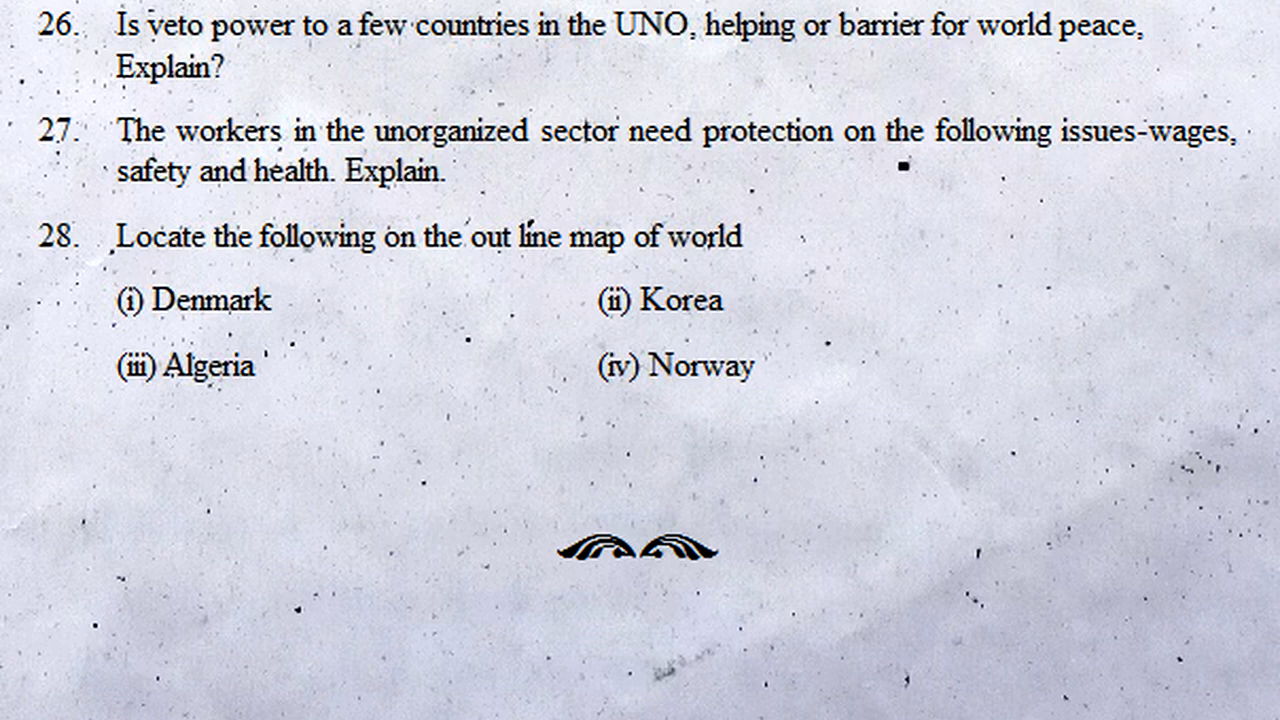 26. Is veto power to a few countries in the UNO, helping or barrier for world peace,
Explain?
27. The workers in the unorganized sector need protection on the following issues-wages,
safety and health. Explain.
28. Locate the following on the out line map of world
(i) Denmark (ii) Korea
(iii) Algeria (iv) Norway